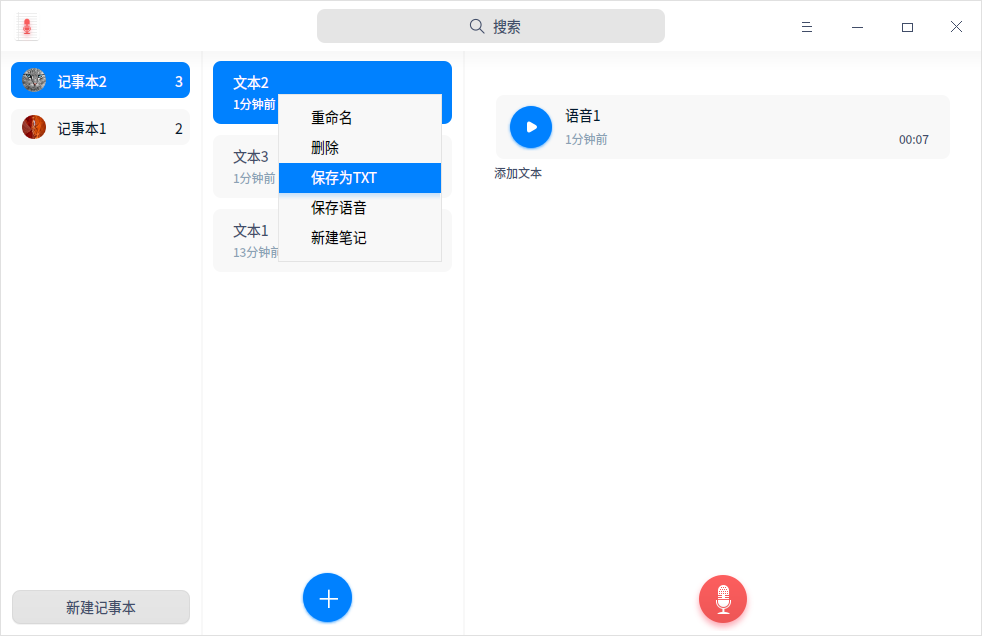 搜索
记事本2
3
记事本1
2
新建记事本
文本2
1分钟前
文本3
1分钟前
文本1
13分钟前
重命名
删除
保存为TXT
保存语音
新建笔记
语音1
1分钟前
00:07
添加文本